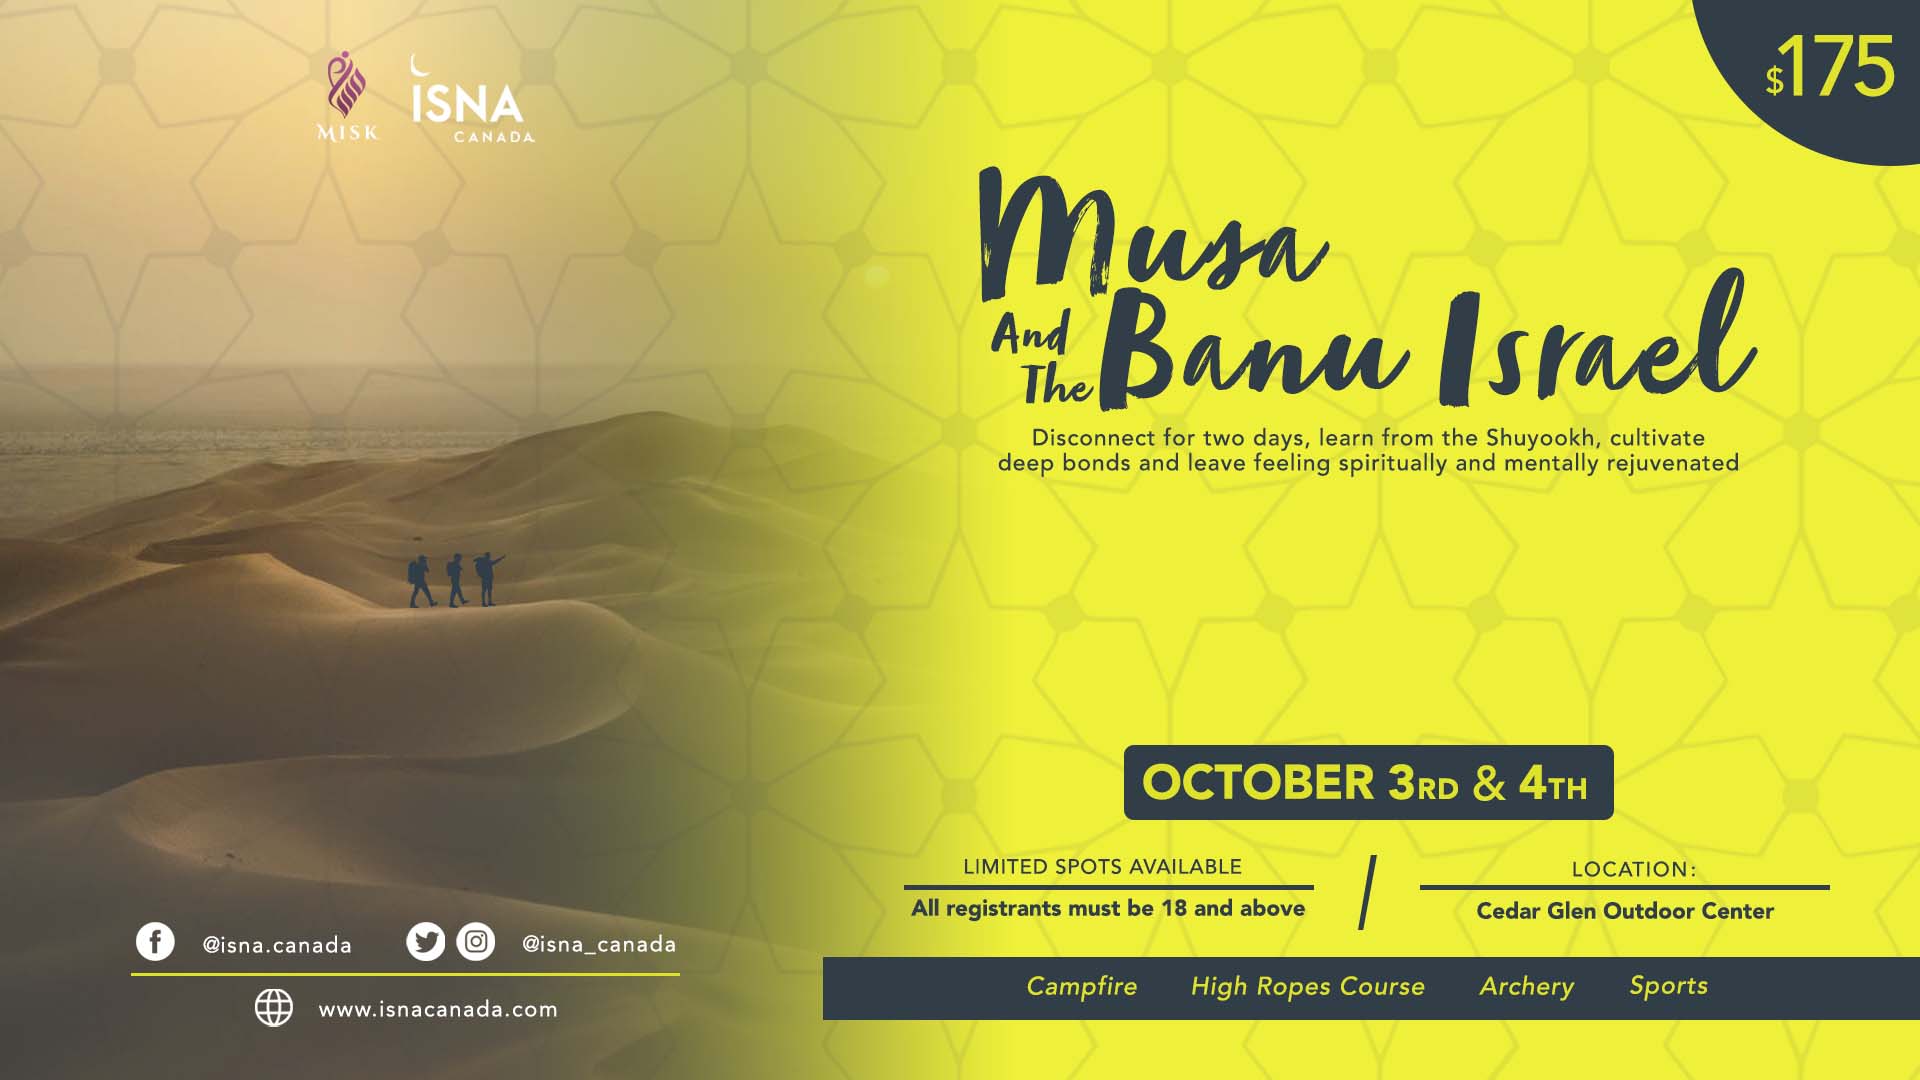 MISK
ISNA
CANADA
$175
Musa
And The Banu Israel
Disconnect for two days, learn from the Shuyookh, cultivate
deep bonds and leave feeling spiritually and mentally rejuvenated
OCTOBER 3RD & 4TH
LIMITED SPOTS AVAILABLE
All registrants must be 18 and above
LOCATION:
Cedar Glen Outdoor Center
Campfire High Ropes Course Archery Sports
@isna.canada @isna_canada
www.isnacanada.com